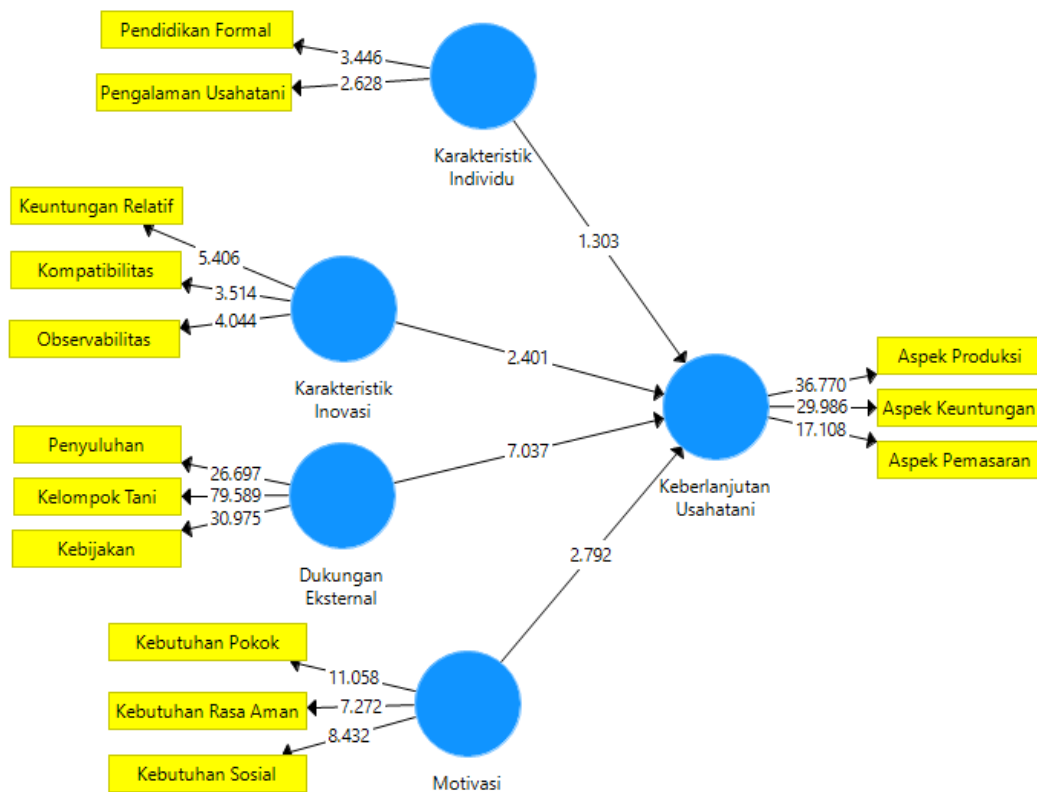 Pendidikan Formal
3.446
Pengalaman Usahatani
2.628
Karakteristik
Individu
1.303
Keuntungan Relatif
5.406
Kompatibilitas
3.514
Observabilitas
4.044
Karakteristik
Inovasi
2.401
Penyuluhan
26.697
Kelompok Tani
79.589
Kebijakan
30.975
Dukungan
Eksternal
7.037
Kebutuhan Pokok
11.058
Kebutuhan Rasa Aman
7.272
Kebutuhan Sosial
8.432
Motivasi
2.792
Keberlanjutan
Usahatani
36.770
Aspek Produksi
29.986
Aspek Keuntungan
17.108
Aspek Pemasaran